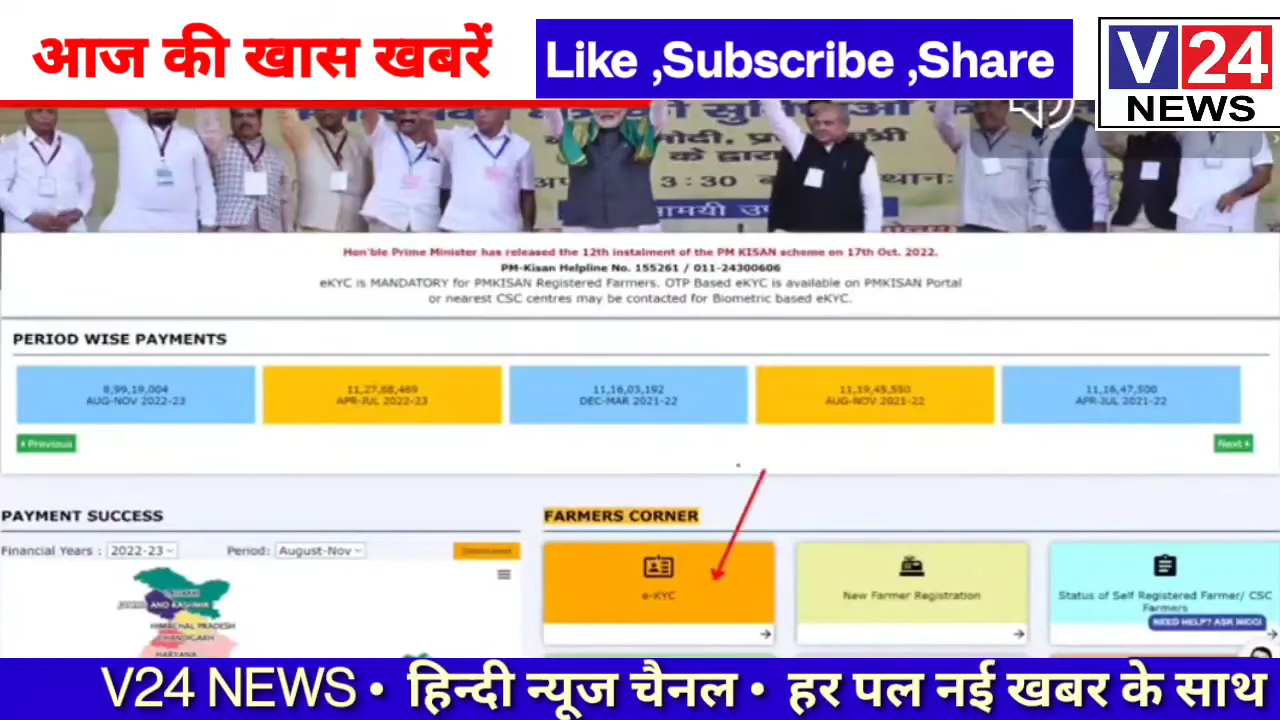 आज की खास खबरें
Like ,Subscribe ,Share
V24
NEWS
मोदी, प्र
के द्वारा
3:30
Hon'ble Prime Minister has released the 12th instalment of the PM KISAN scheme on 17th Oct. 2022.
PM-Kisan Helpline No. 155261 / 011-24300606
eKYC is MANDATORY for PMKISAN Registered Farmers. OTP Based eKYC is available on PMKISAN Portal
or nearest CSC centres may be contacted for Biometric based eKYC.
PERIOD WISE PAYMENTS
8,99,19,004
AUG-NOV 2022-23
11,27,68,469
APR-JUL 2022-23
11,16,03,192
DEC-MAR 2021-22
11,19,45,550
AUG-NOV 2021-22
11,16,47,500
APR-JUL 2021-22
Previous
Next
PAYMENT SUCCESS
FARMERS CORNER
Financial Years : 2022-23
Period: August-Nov
Dashboard
e-KYC
New Farmer Registration
Status of Self Registered Farmer/ CSC
Farmers
NEED HELP? ASK
JAMMU AND KASHMIR
HIMACHAL PRADESH
CHANDIGARH
HARYANA
V24 NEWS • हिन्दी न्यूज चैनल • हर पल नई खबर के साथ